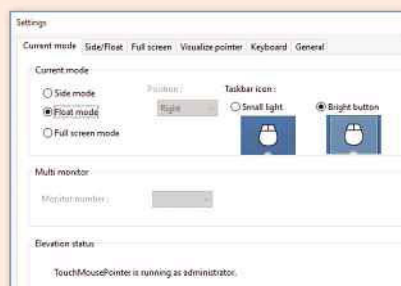 Settings
Current mode Side/Float Full screen Visualize pointer Keyboard General
Current mode
Side mode Position : Taskbar icon :
Float mode Right Small light Bright button
Full screen mode
Multi monitor
Monitor number :
Elevation status
TouchMousePointer is running as administrator.